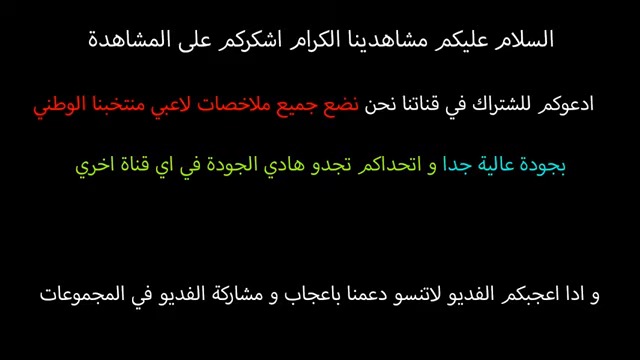 السلام عليكم مشاهدينا الكرام اشكركم على المشاهدة
ادعوكم للشتراك في قناتنا نحن نضع جميع ملاخصات لاعبي منتخبنا الوطني
بجودة عالية جدا و اتحداكم تجدو هادي الجودة في اي قناة اخري
و ادا اعجبكم الفديو لاتنسو دعمنا باعجاب و مشاركة الفديو في المجموعات